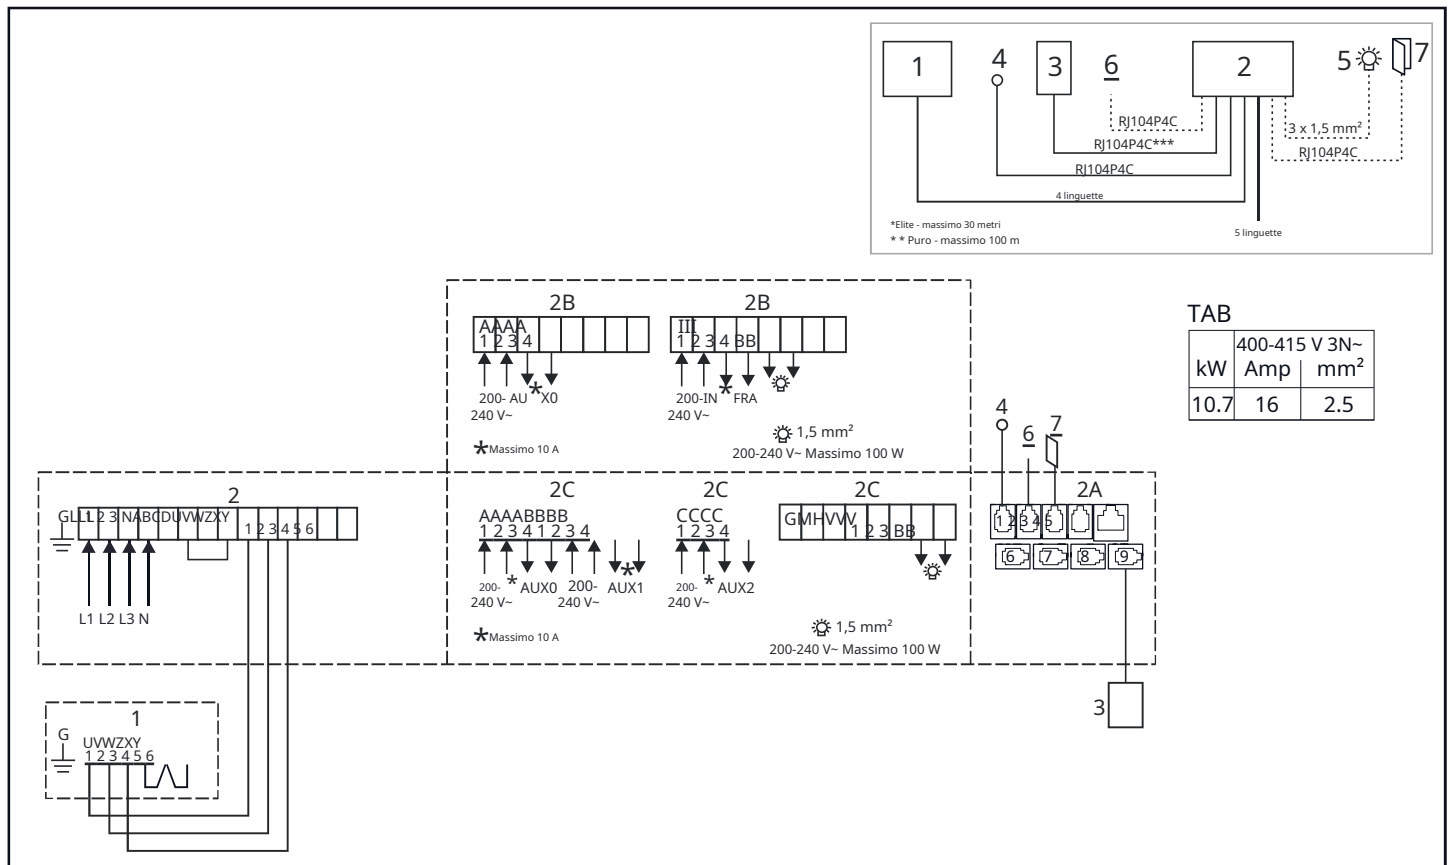 1
4
3
6
2
5
7
RJ104P4C
3 x 1,5 mm²
RJ104P4C***
RJ104P4C
RJ104P4C
4 linguette
5 linguette
*Elite - massimo 30 metri
* * Puro - massimo 100 m
2B
AAAA
1 2 3 4
200- AU * X0
240 V~
*Massimo 10 A
2B
III
1 2 3 4 BB
200-IN * FRA
240 V~
1,5 mm²
200-240 V~ Massimo 100 W
TAB
400-415 V 3N~
kW Amp mm²
10.7 16 2.5
2
GLLL1 2 3 NABCDUVWZXY
1 2 3 4 5 6
L1 L2 L3 N
2C
AAAABBBB
1 2 3 4 1 2 3 4
200- * AUX0 200- AUX1 *
240 V~ 240 V~
*Massimo 10 A
2C
CCCC
1 2 3 4
200- * AUX2
240 V~
2C
GMHVVV
1 2 3 BB
1,5 mm²
200-240 V~ Massimo 100 W
4
6
7
2A
1 2 3 4 5
6 7 8 9
3
1
G
UVWZXY
1 2 3 4 5 6